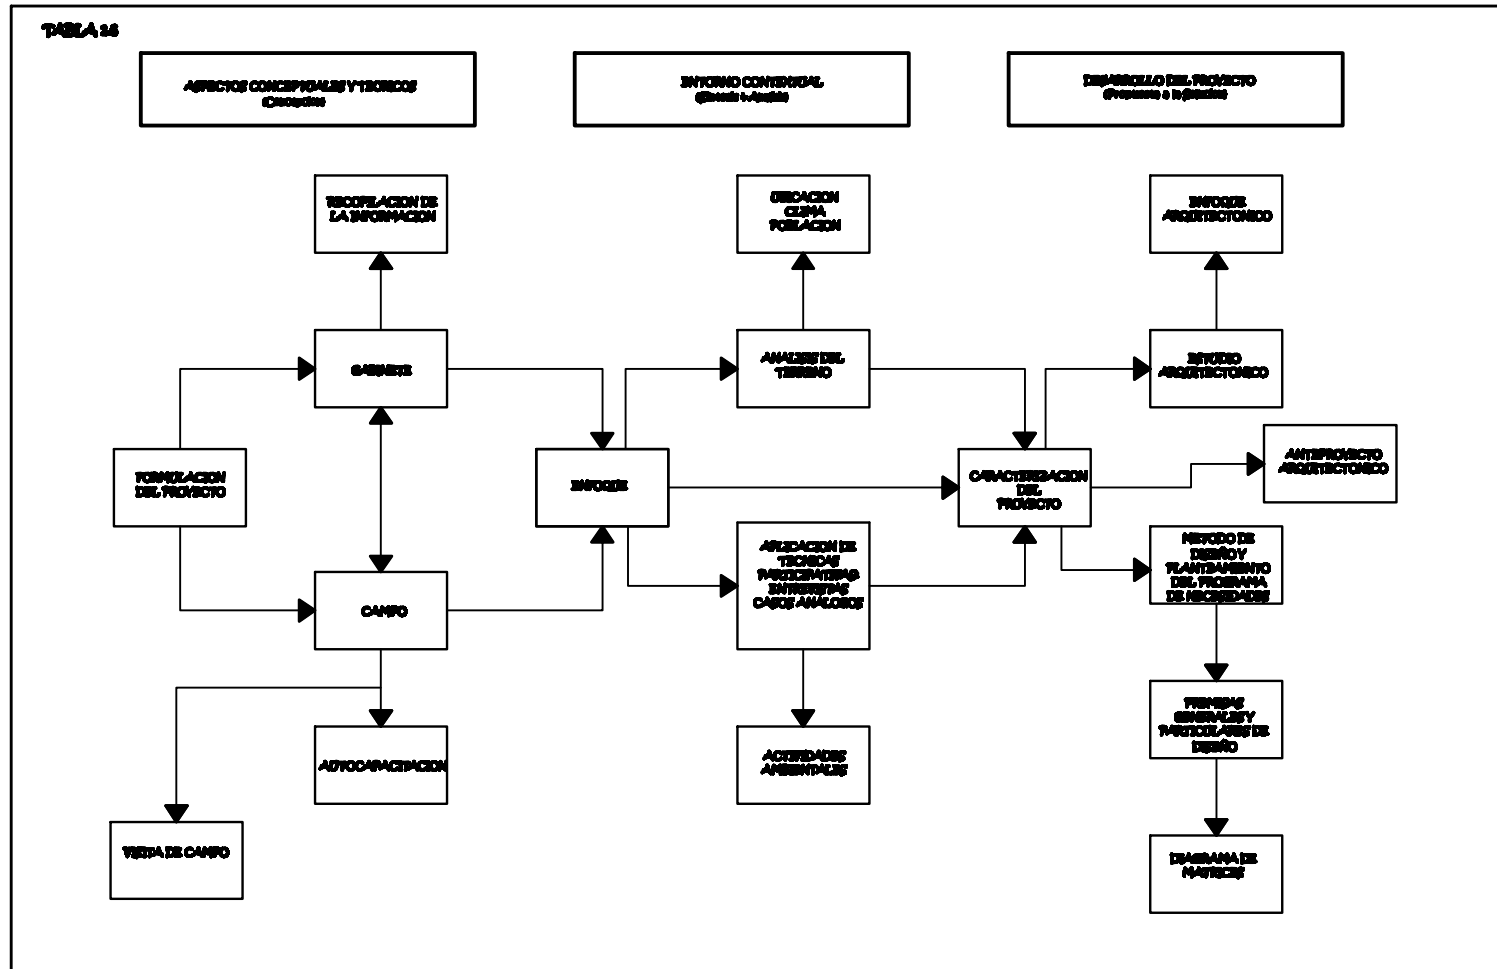 TABLA
ASPECTOS CONCEPTUALES Y TEORICOS
ENTORNO CONTEXTUAL
DESARROLLO DEL PROYECTO
(Propuesta a
RECOPILACION DE
LA INFORMACION
UBICACION
CLIMA
POBLACION
ENFOQUE
ARQUITECTONICO
GABINETE
ANALISIS DEL
TERRENO
ESTUDIO
ARQUITECTONICO
FORMULACION
DEL PROYECTO
ENFOQUE
CARACTERIZACION
DEL
PROYECTO
ANTEPROYECTO
ARQUITECTONICO
CAMPO
APLICACION DE
TECNICAS
PARTICIPATIVAS
ENTREVISTAS
CASOS ANALOGOS
METODO DE
DISEÑO Y
PLANTEAMIENTO
DEL PROGRAMA
DE NECESIDADES
PREMISAS
GENERALES Y
PARTICULARES DE
DISEÑO
AUTOCAPACITACION
ACTIVIDADES
AMBIENTALES
VISITA DE CAMPO
DIAGRAMA DE
MATRICES